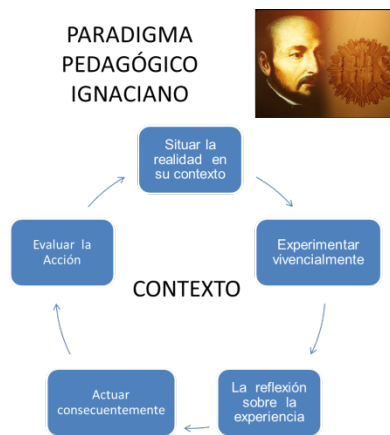 PARADIGMA
PEDAGÓGICO
IGNACIANO
Situar la
realidad en
su contexto
Experimentar
vivencialmente
La reflexión
sobre la
experiencia
Actuar
consecuentemente
Evaluar la
Acción
CONTEXTO